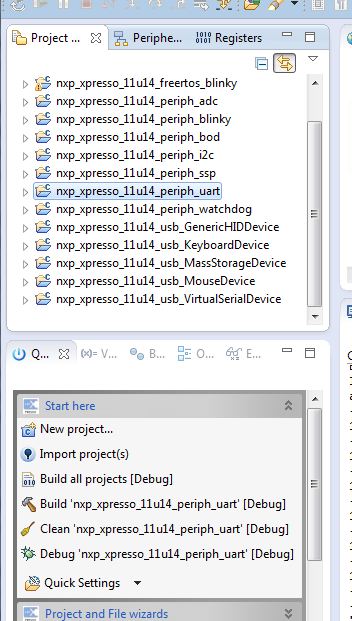 Project ...
Periphe...
Registers
nxp_xpresso_11u14_freertos_blinky
nxp_xpresso_11u14_periph_adc
nxp_xpresso_11u14_periph_blinky
nxp_xpresso_11u14_periph_bod
nxp_xpresso_11u14_periph_i2c
nxp_xpresso_11u14_periph_ssp
nxp_xpresso_11u14_periph_uart
nxp_xpresso_11u14_periph_watchdog
nxp_xpresso_11u14_usb_GenericHIDDevice
nxp_xpresso_11u14_usb_KeyboardDevice
nxp_xpresso_11u14_usb_MassStorageDevice
nxp_xpresso_11u14_usb_MouseDevice
nxp_xpresso_11u14_usb_VirtualSerialDevice
Q...
(x)= V...
B...
O...
E...
Start here
New project...
Import project(s)
Build all projects [Debug]
Build 'nxp_xpresso_11u14_periph_uart' [Debug]
Clean 'nxp_xpresso_11u14_periph_uart' [Debug]
Debug 'nxp_xpresso_11u14_periph_uart' [Debug]
Quick Settings
Project and File wizards